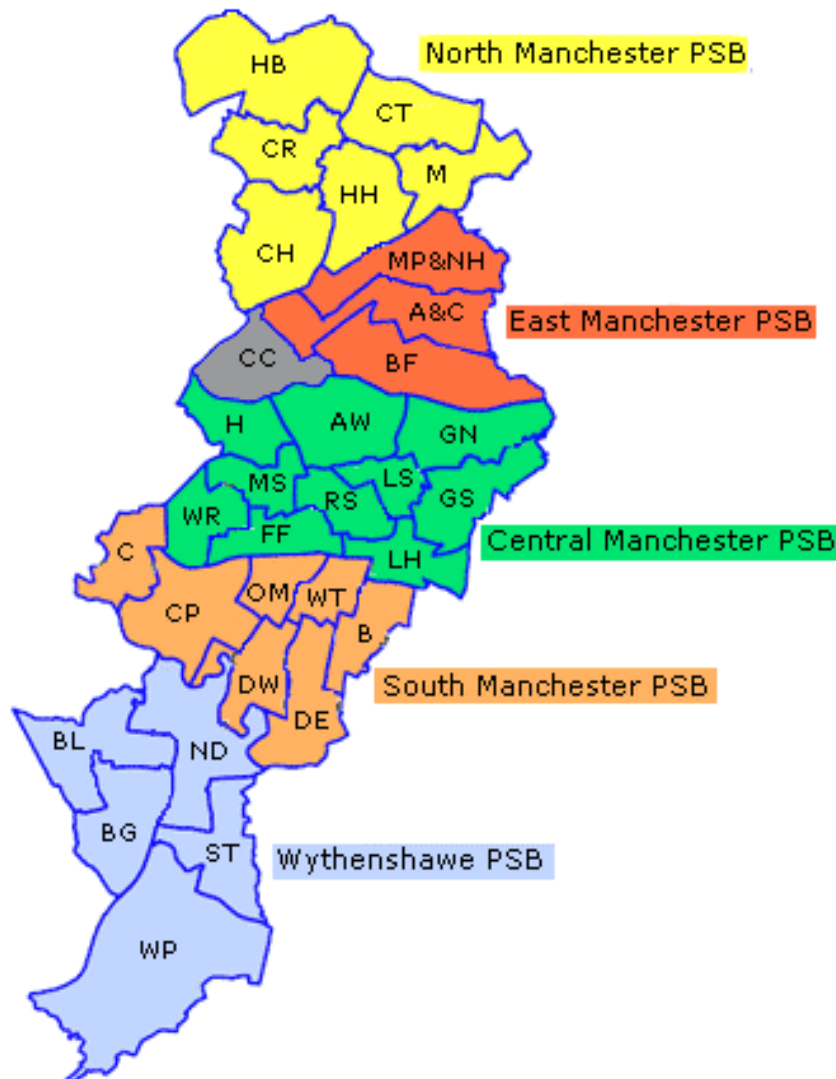 HB
North Manchester PSB
CT
CR
M
HH
CH
MP&NH
A&C
East Manchester PSB
CC
BF
H
AW
GN
MS
LS
RS
GS
WR
FF
Central Manchester PSB
C
LH
OM
WT
CP
B
DW
South Manchester PSB
DE
BL
ND
BG
ST
Wythenshawe PSB
WP